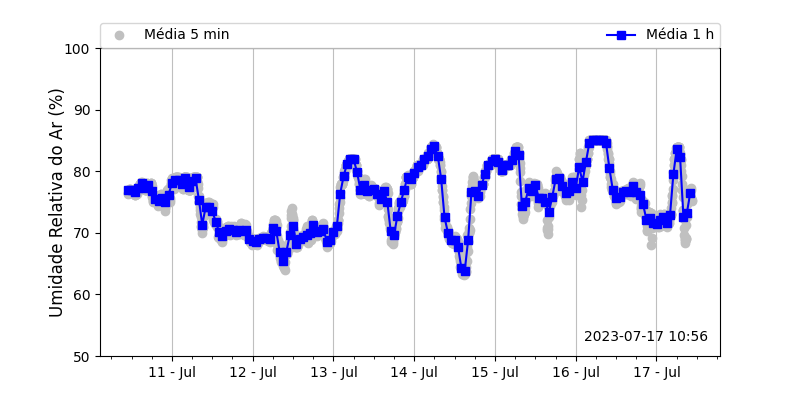 Média 5 min
Média 1 h
Umidade Relativa do Ar (%)
100
90
80
70
60
50
2023-07-17 10:56
11 - Jul
12 - Jul
13 - Jul
14 - Jul
15 - Jul
16 - Jul
17 - Jul